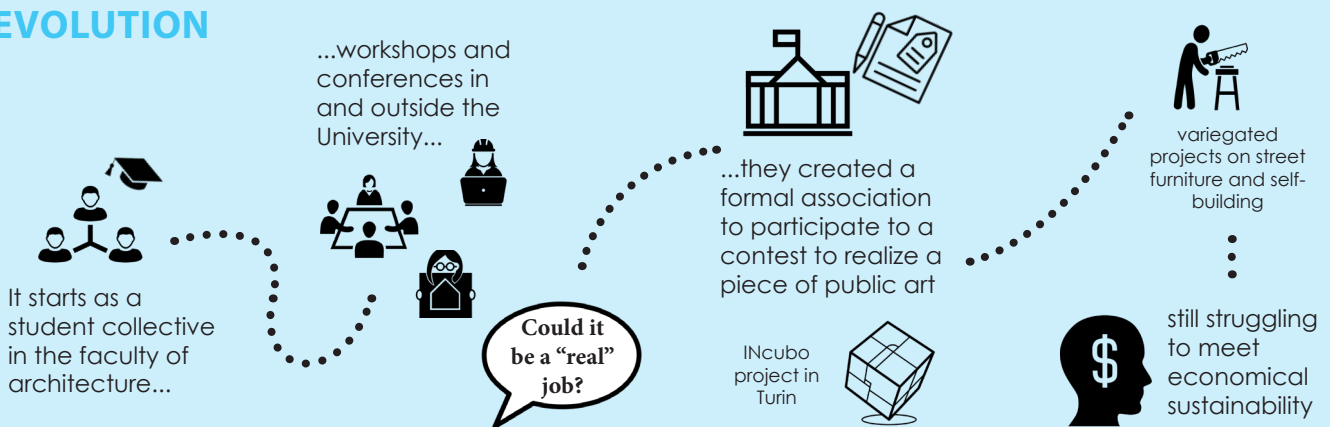 EVOLUTION
It starts as a
student collective
in the faculty of
architecture...
...workshops and
conferences in
and outside the
University...
Could it
be a “real”
job?
...they created a
formal association
to participate to a
contest to realize a
piece of public art
INcubo
project in
Turin
variegated
projects on street
furniture and self-
building
$
still struggling
to meet
economical
sustainability